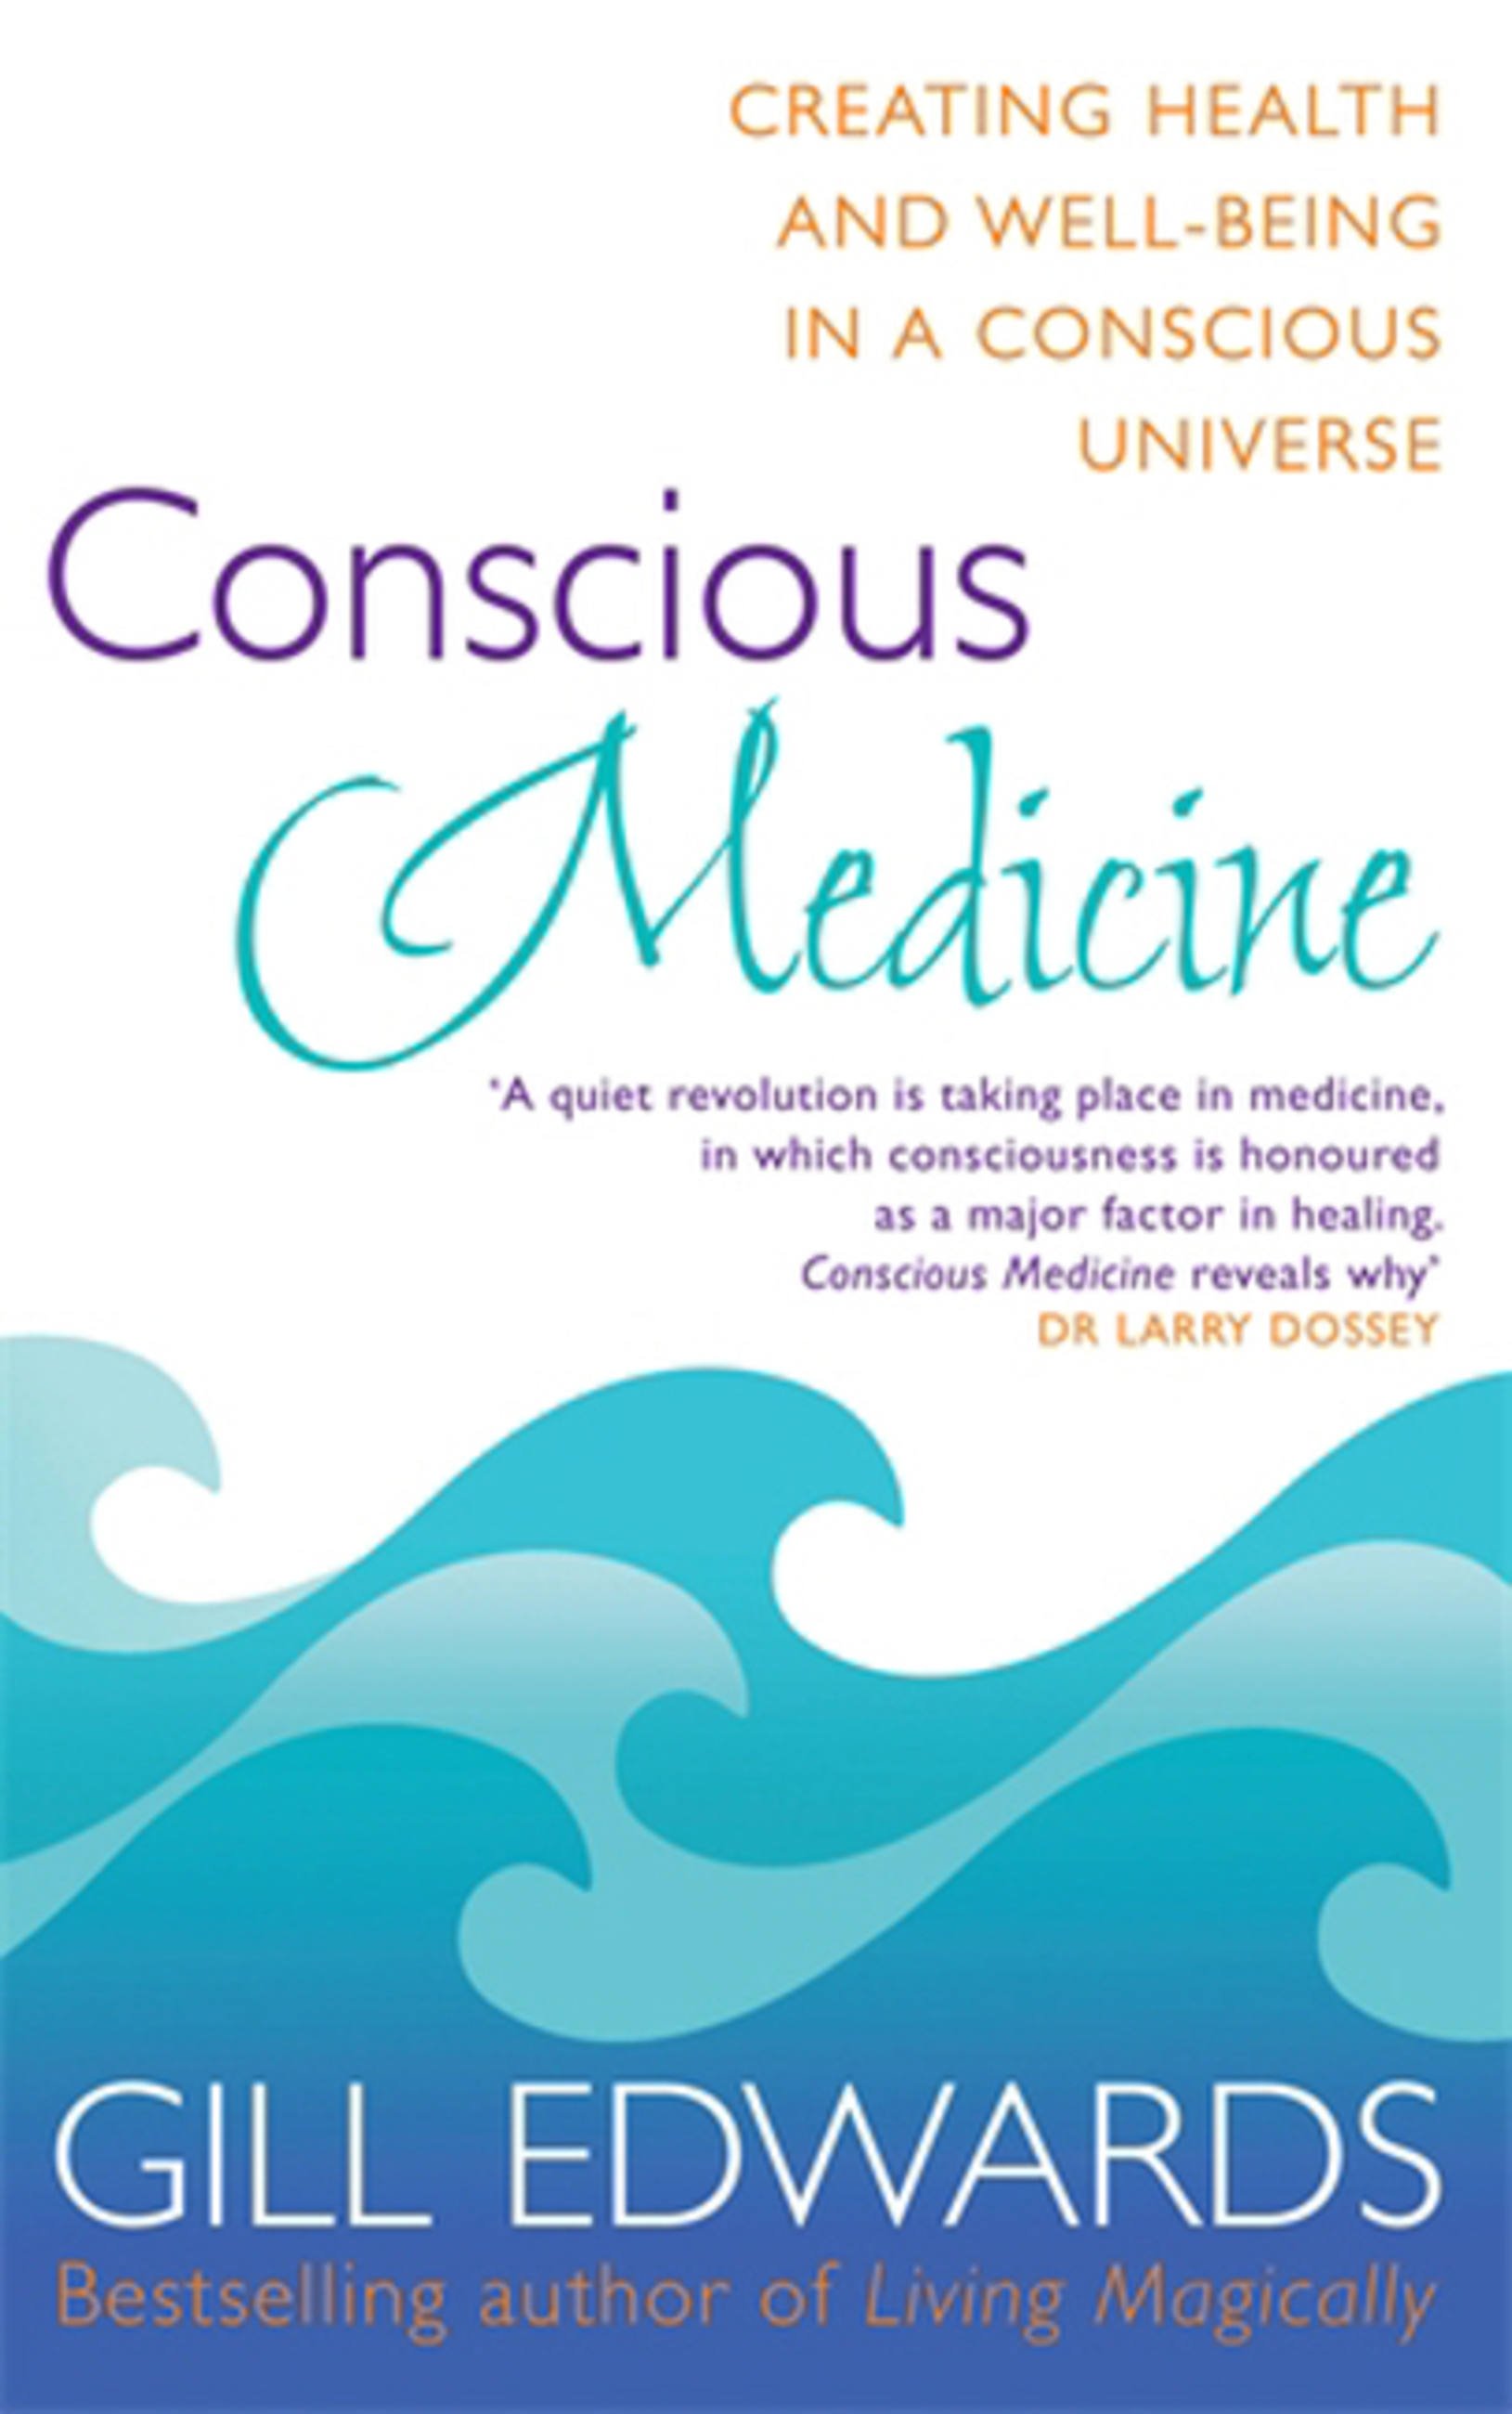 CREATING HEALTH
AND WELL-BEING
IN A CONSCIOUS
UNIVERSE
Conscious
Medicine
‘A quiet revolution is taking place in medicine,
in which consciousness is honoured
as a major factor in healing.
Conscious Medicine reveals why’
DR LARRY DOSSEY
GILL EDWARDS
Bestselling author of Living Magically